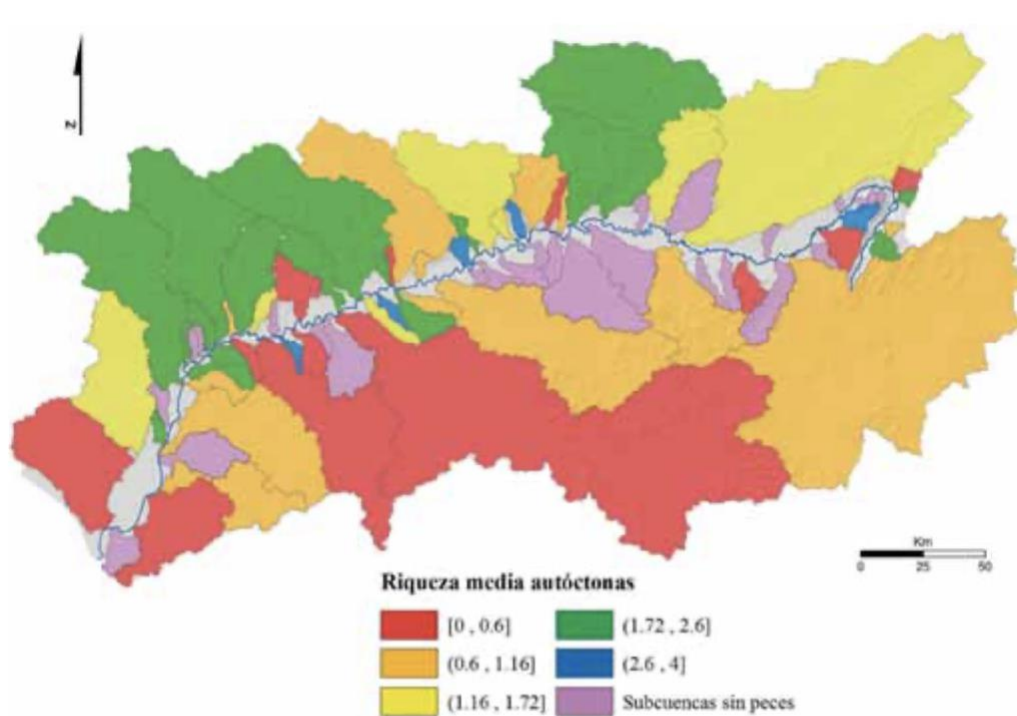 N
Km
0 25 50
Riqueza media autóctonas
[0 , 0.6]
(0.6 , 1.16]
(1.16 , 1.72]
(1.72 , 2.6]
(2.6 , 4]
Subcuencas sin peces